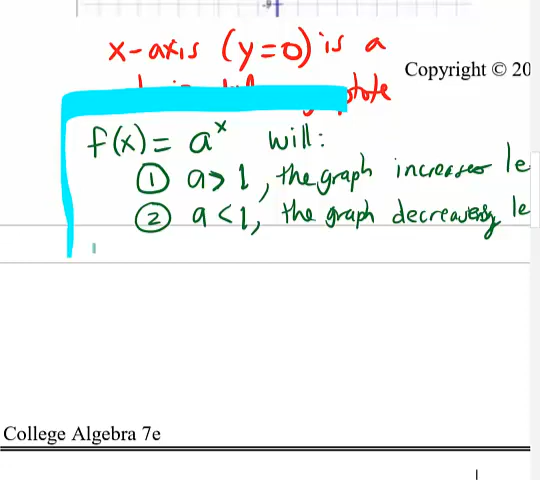 x-axis (y=0) is a
Copyright © 20
f(x) = aˣ will:
① a > 1, the graph increases le
② a < 1, the graph decreasing le
College Algebra 7e